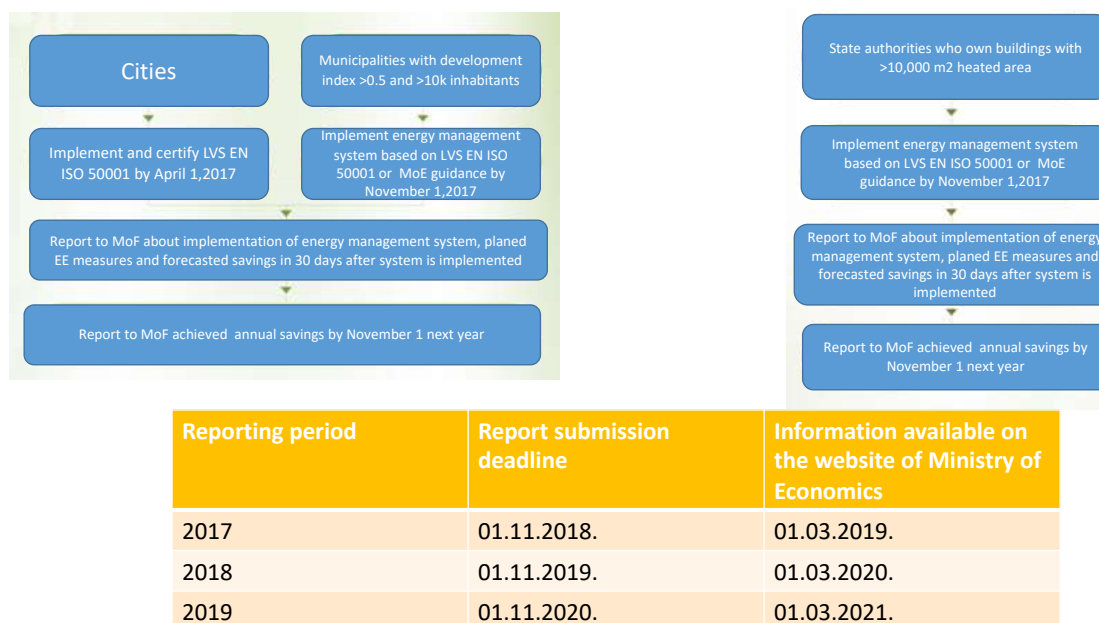 Cities
Municipalities with development
index >0.5 and >10k inhabitants
Implement and certify LVS EN
ISO 50001 by April 1,2017
Implement energy management
system based on LVS EN ISO
50001 or MoE guidance by
November 1,2017
Report to MoF about implementation of energy management system, planed
EE measures and forecasted savings in 30 days after system is implemented
Report to MoF achieved annual savings by November 1 next year
State authorities who own buildings with
>10,000 m2 heated area
Implement energy management system
based on LVS EN ISO 50001 or MoE
guidance by November 1,2017
Report to MoF about implementation of energy
management system, planed EE measures and
forecasted savings in 30 days after system is
implemented
Report to MoF achieved annual savings by
November 1 next year
Reporting period
Report submission
deadline
Information available on
the website of Ministry of
Economics
2017 01.11.2018. 01.03.2019.
2018 01.11.2019. 01.03.2020.
2019 01.11.2020. 01.03.2021.